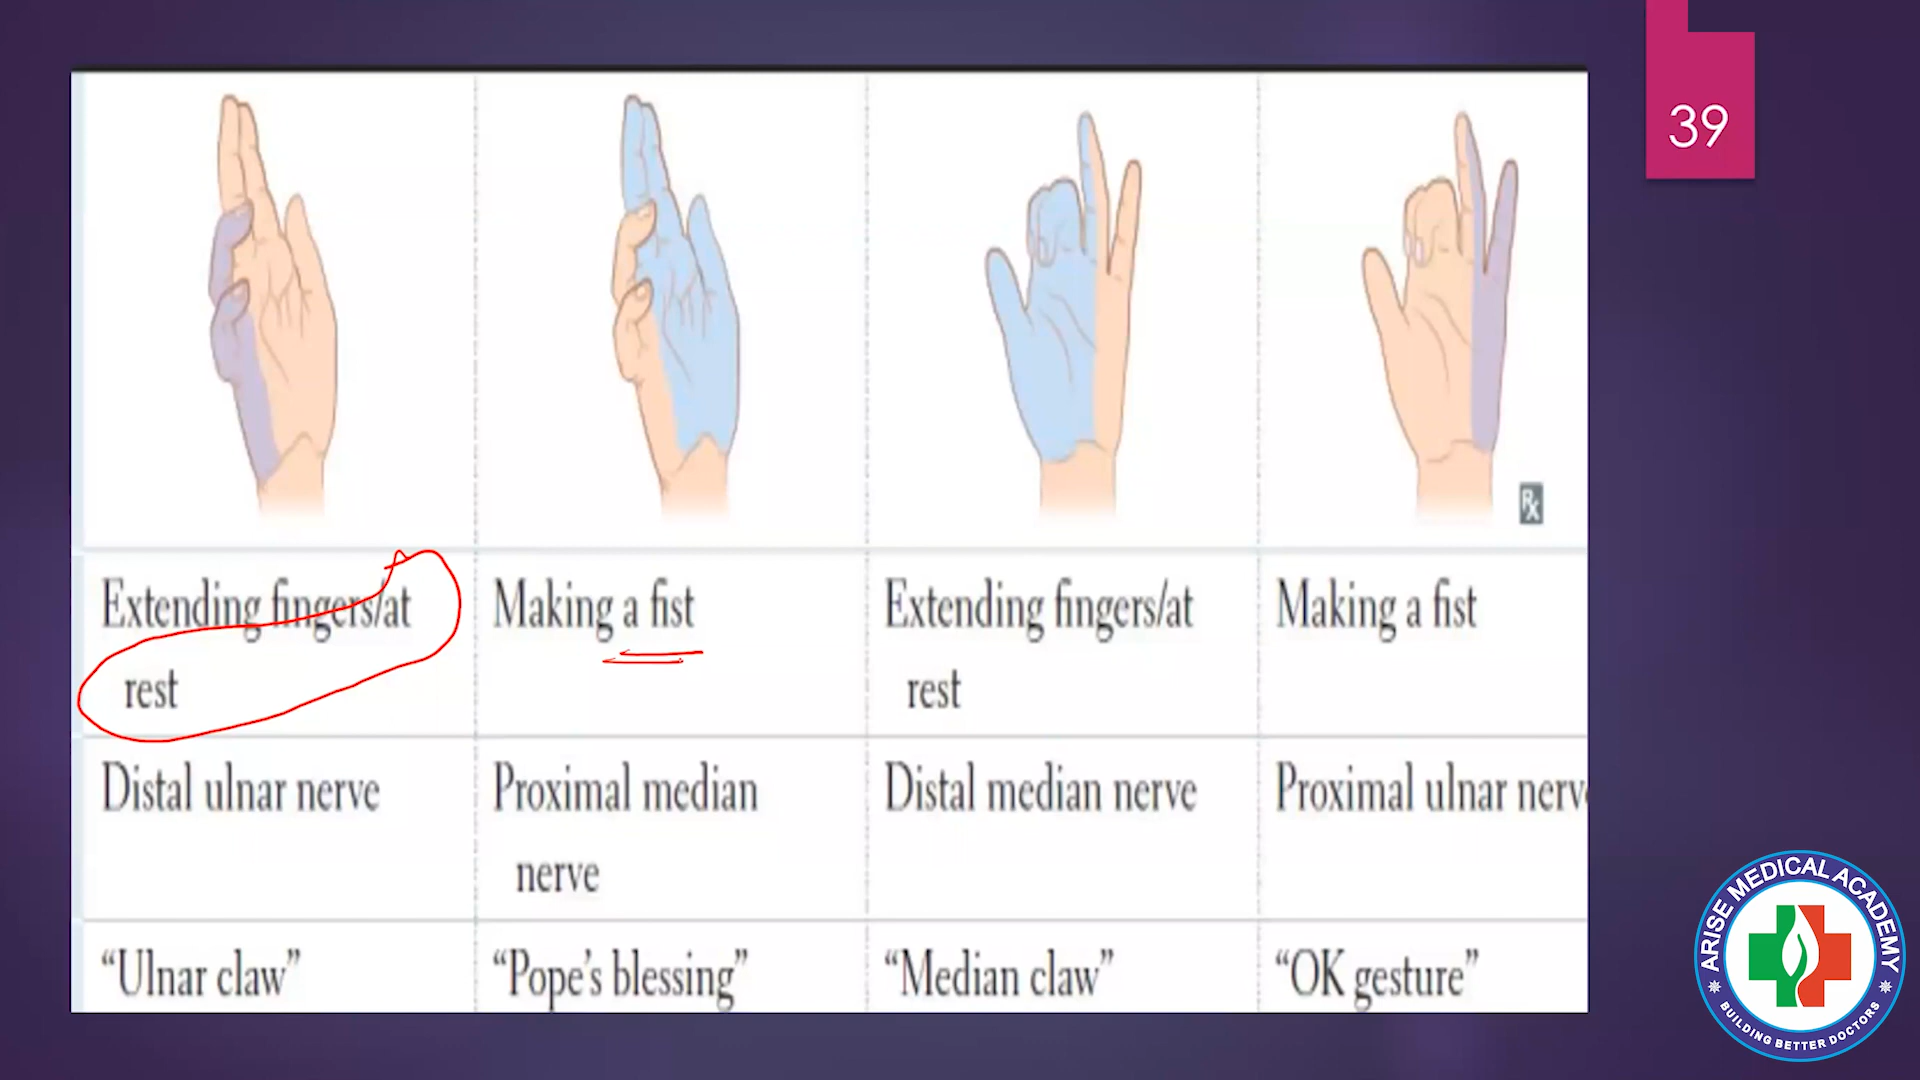 39
Rx
Extending fingers/at
rest
Making a fist
Extending fingers/at
rest
Making a fist
Distal ulnar nerve
Proximal median
nerve
Distal median nerve
Proximal ulnar nerv
“Ulnar claw”
“Pope’s blessing”
“Median claw”
“OK gesture”
ARISE MEDICAL ACADEMY
BUILDING BETTER DOCTORS